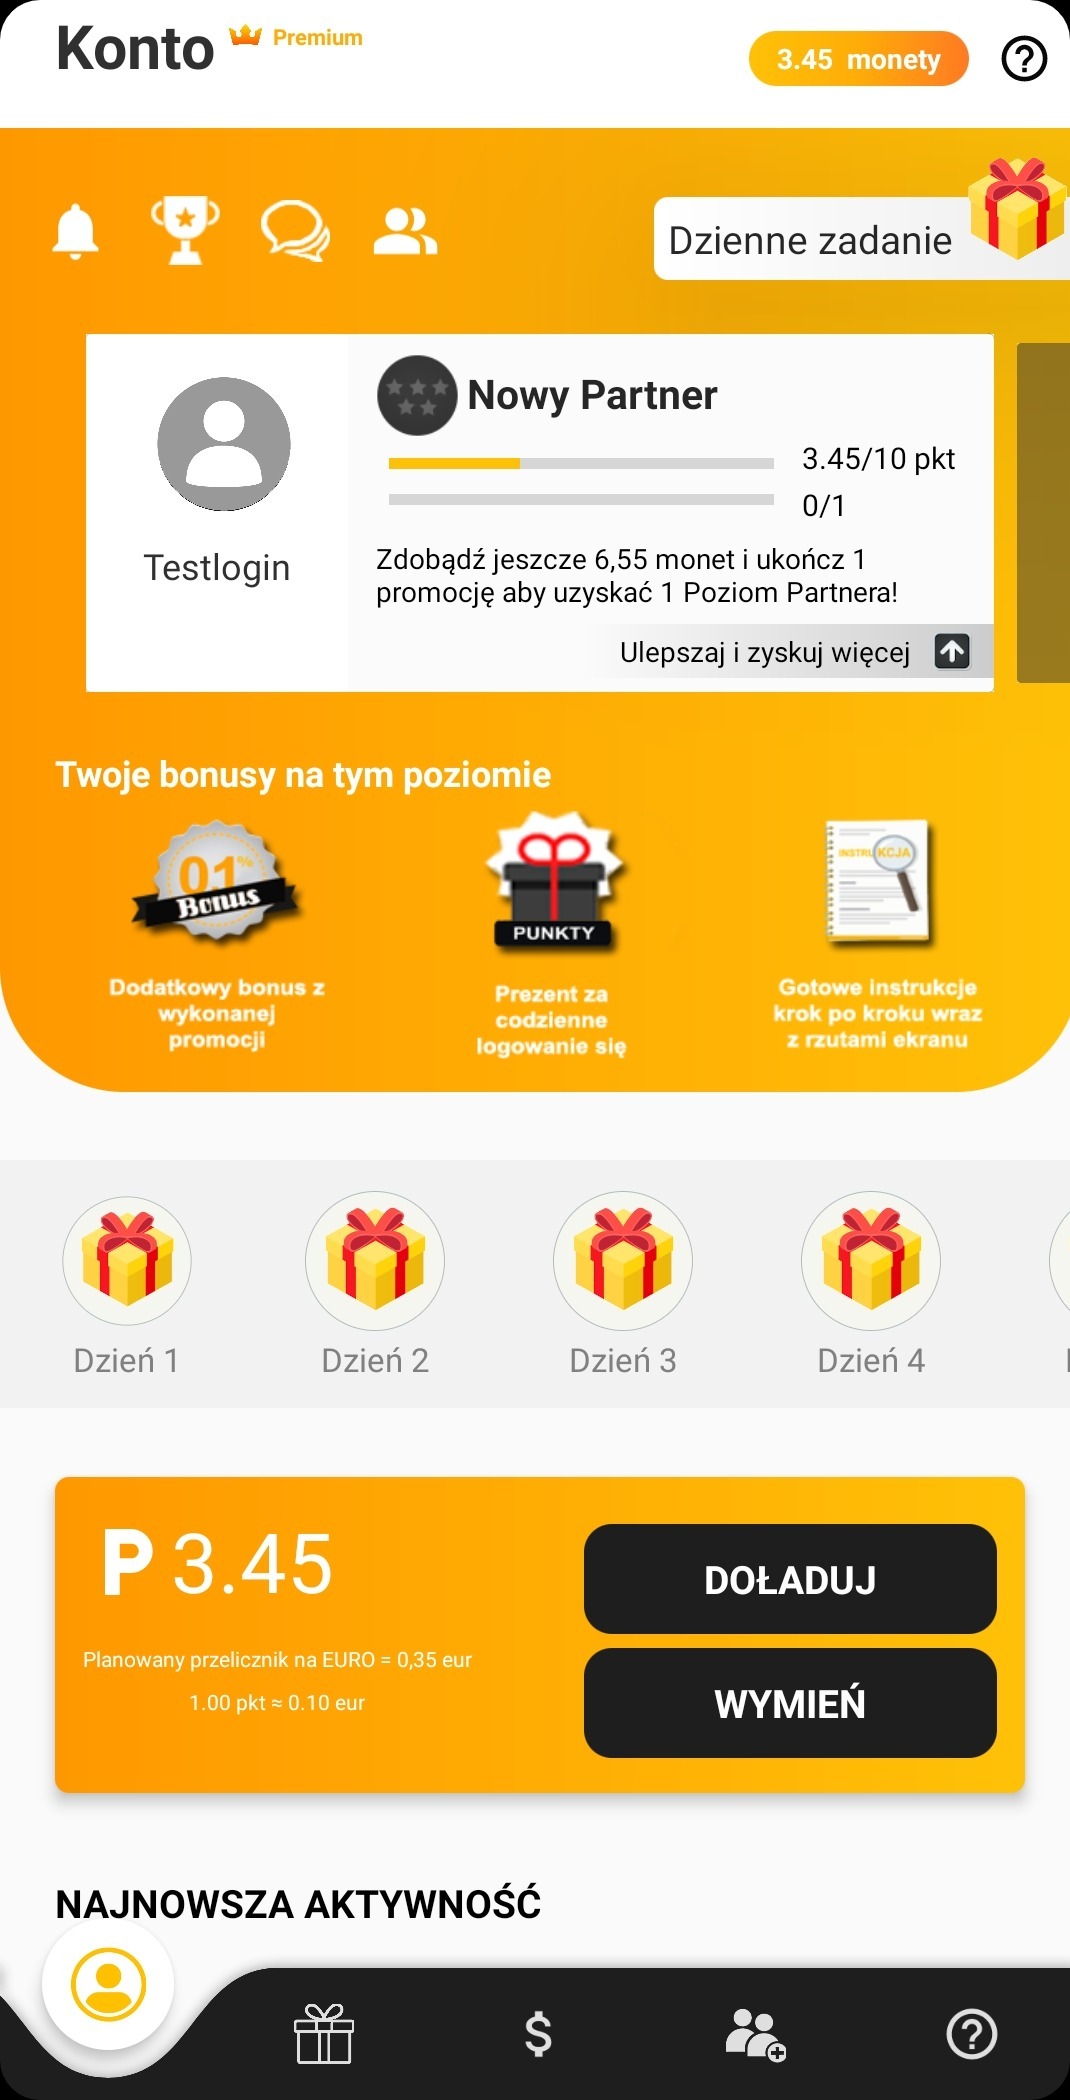 Konto
Premium
3.45 monety
Dzienne zadanie
Nowy Partner
3.45/10 pkt
0/1
Testlogin
Zdobądź jeszcze 6,55 monet i ukończ 1
promocję aby uzyskać 1 Poziom Partnera!
Ulepszaj i zyskuj więcej
Twoje bonusy na tym poziomie
0.1%
Bonus
Dodatkowy bonus z
wykonanej
promocji
PUNKTY
Prezent za
codzienne
logowanie się
INSTRUKCJA
Gotowe instrukcje
krok po kroku wraz
z rzutami ekranu
Dzień 1
Dzień 2
Dzień 3
Dzień 4
P 3.45
Planowany przelicznik na EURO = 0,35 eur
1.00 pkt ≈ 0.10 eur
DOŁADUJ
WYMIEŃ
NAJNOWSZA AKTYWNOŚĆ